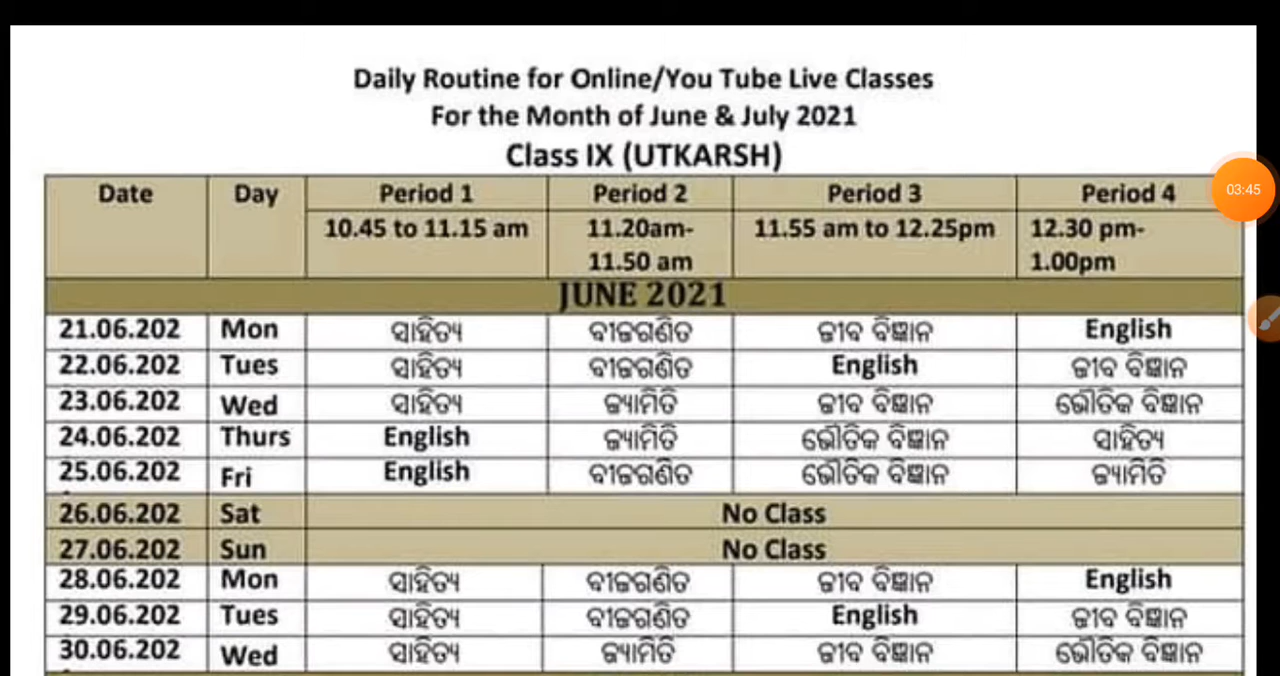 Daily Routine for Online/You Tube Live Classes
For the Month of June & July 2021
Class IX (UTKARSH)
Date Day Period 1 Period 2 Period 3 Period 4
03:45
10.45 to 11.15 am 11.20am- 11.55 am to 12.25pm 12.30 pm-
11.50 am 1.00pm
JUNE 2021
21.06.202 Mon ସାହିତ୍ୟ ବୀଜଗଣିତ ଜୀବ ବିଜ୍ଞାନ English
22.06.202 Tues ସାହିତ୍ୟ ବୀଜଗଣିତ English ଜୀବ ବିଜ୍ଞାନ
23.06.202 Wed ସାହିତ୍ୟ ଜ୍ୟାମିତି ଜୀବ ବିଜ୍ଞାନ ଭୌତିକ ବିଜ୍ଞାନ
24.06.202 Thurs English ଜ୍ୟାମିତି ଭୌତିକ ବିଜ୍ଞାନ ସାହିତ୍ୟ
25.06.202 Fri English ବୀଜଗଣିତ ଭୌତିକ ବିଜ୍ଞାନ ଜ୍ୟାମିତି
26.06.202 Sat No Class
27.06.202 Sun No Class
28.06.202 Mon ସାହିତ୍ୟ ବୀଜଗଣିତ ଜୀବ ବିଜ୍ଞାନ English
29.06.202 Tues ସାହିତ୍ୟ ବୀଜଗଣିତ English ଜୀବ ବିଜ୍ଞାନ
30.06.202 Wed ସାହିତ୍ୟ ଜ୍ୟାମିତି ଜୀବ ବିଜ୍ଞାନ ଭୌତିକ ବିଜ୍ଞାନ